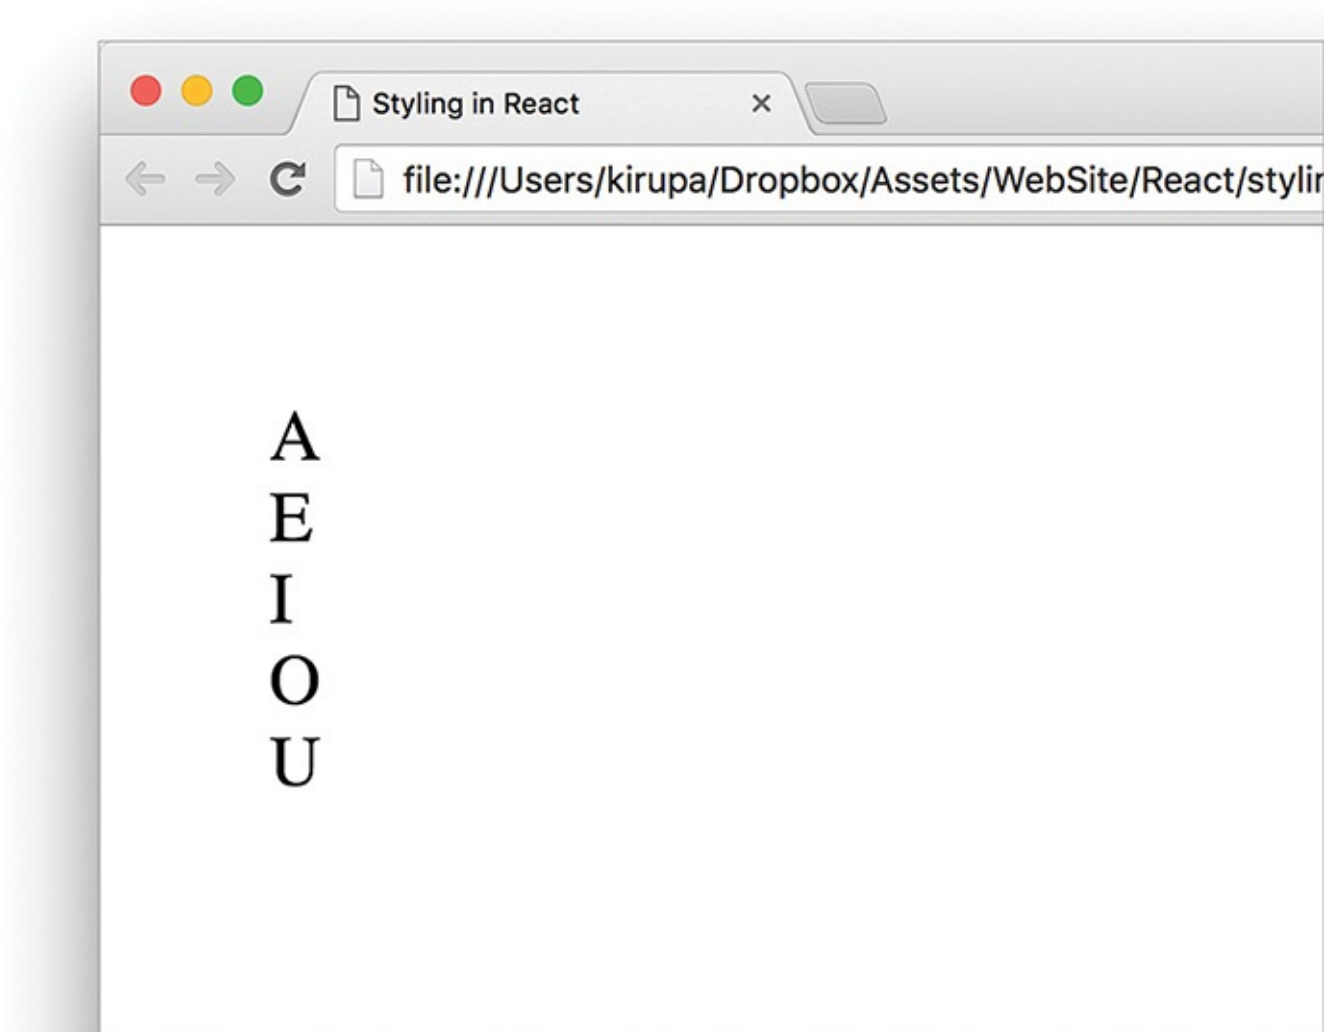 Styling in React
file:///Users/kirupa/Dropbox/Assets/WebSite/React/stylin
A
E
I
O
U